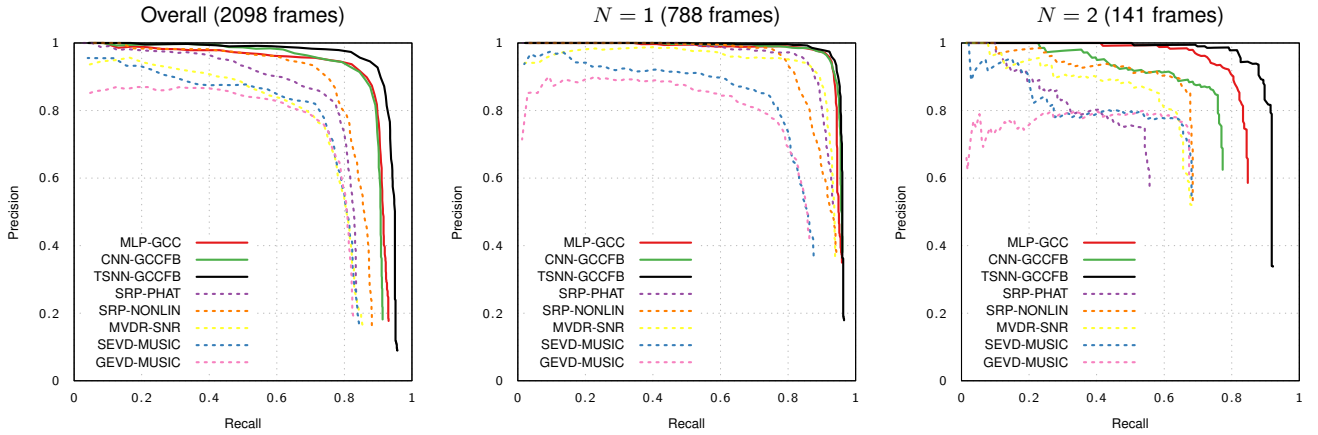 Overall (2098 frames)
1
0.8
0.6
0.4
0.2
0
0
0.2
0.4
0.6
0.8
1
Precision
Recall
MLP-GCC
CNN-GCCFB
TSNN-GCCFB
SRP-PHAT
SRP-NONLIN
MVDR-SNR
SEVD-MUSIC
GEVD-MUSIC
N = 1 (788 frames)
1
0.8
0.6
0.4
0.2
0
0
0.2
0.4
0.6
0.8
1
Precision
Recall
MLP-GCC
CNN-GCCFB
TSNN-GCCFB
SRP-PHAT
SRP-NONLIN
MVDR-SNR
SEVD-MUSIC
GEVD-MUSIC
N = 2 (141 frames)
1
0.8
0.6
0.4
0.2
0
0
0.2
0.4
0.6
0.8
1
Precision
Recall
MLP-GCC
CNN-GCCFB
TSNN-GCCFB
SRP-PHAT
SRP-NONLIN
MVDR-SNR
SEVD-MUSIC
GEVD-MUSIC